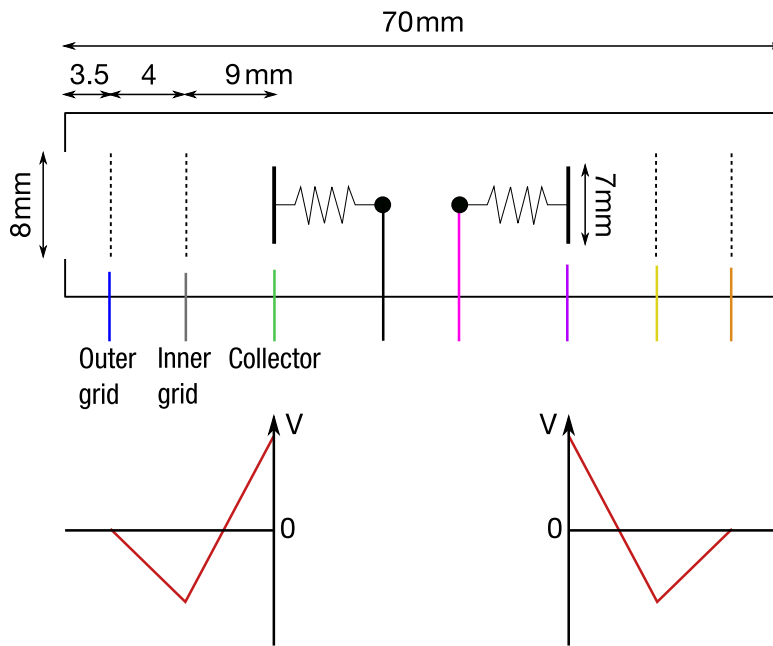 70mm
3.5 4 9mm
8mm
7mm
Outer grid
Inner grid
Collector
V
0
V
0